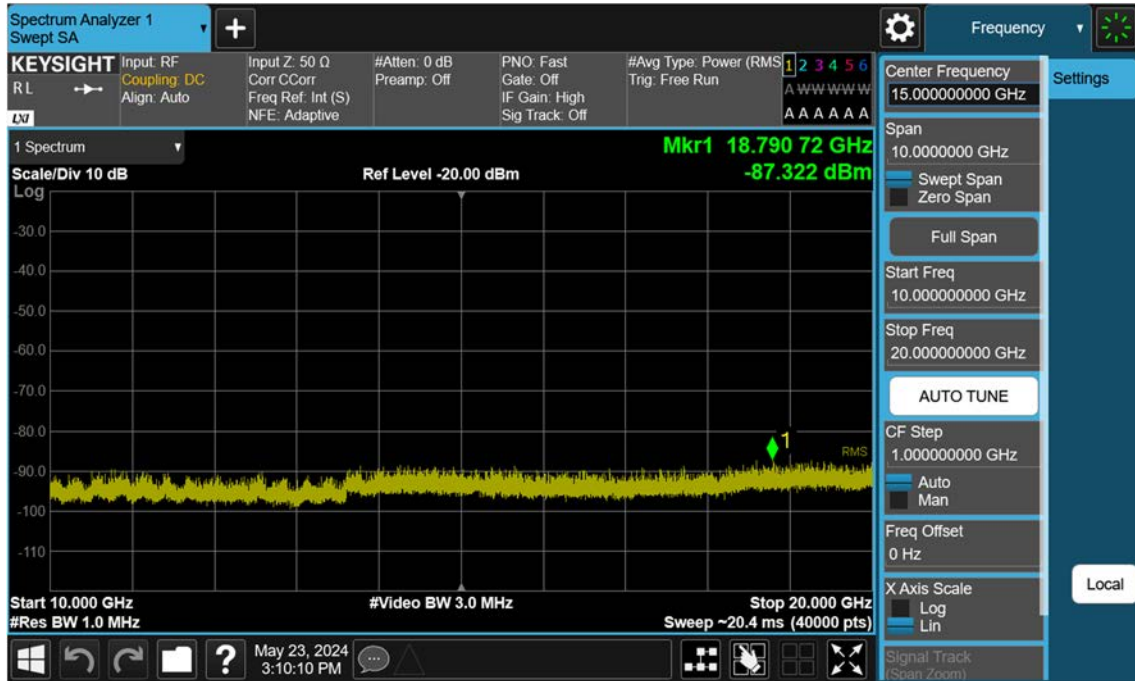 Spectrum Analyzer 1
Swept SA
Frequency
KEYSIGHT
R L
LXI
Input: RF
Coupling: DC
Align: Auto
Input Z: 50 Ω
Corr CCorr
Freq Ref: Int (S)
NFE: Adaptive
#Atten: 0 dB
Preamp: Off
PNO: Fast
Gate: Off
IF Gain: High
Sig Track: Off
#Avg Type: Power (RMS
Trig: Free Run
1 2 3 4 5 6
A W W W W W
A A A A A A
1 Spectrum
Scale/Div 10 dB
Ref Level -20.00 dBm
Mkr1 18.790 72 GHz
-87.322 dBm
Log
-30.0
-40.0
-50.0
-60.0
-70.0
-80.0
-90.0
-100
-110
1
RMS
Start 10.000 GHz
#Res BW 1.0 MHz
#Video BW 3.0 MHz
Stop 20.000 GHz
Sweep ~20.4 ms (40000 pts)
May 23, 2024
3:10:10 PM
Center Frequency
15.000000000 GHz
Span
10.0000000 GHz
Swept Span
Zero Span
Full Span
Start Freq
10.000000000 GHz
Stop Freq
20.000000000 GHz
AUTO TUNE
CF Step
1.000000000 GHz
Auto
Man
Freq Offset
0 Hz
X Axis Scale
Log
Lin
Signal Track
(Span Zoom)
Settings
Local